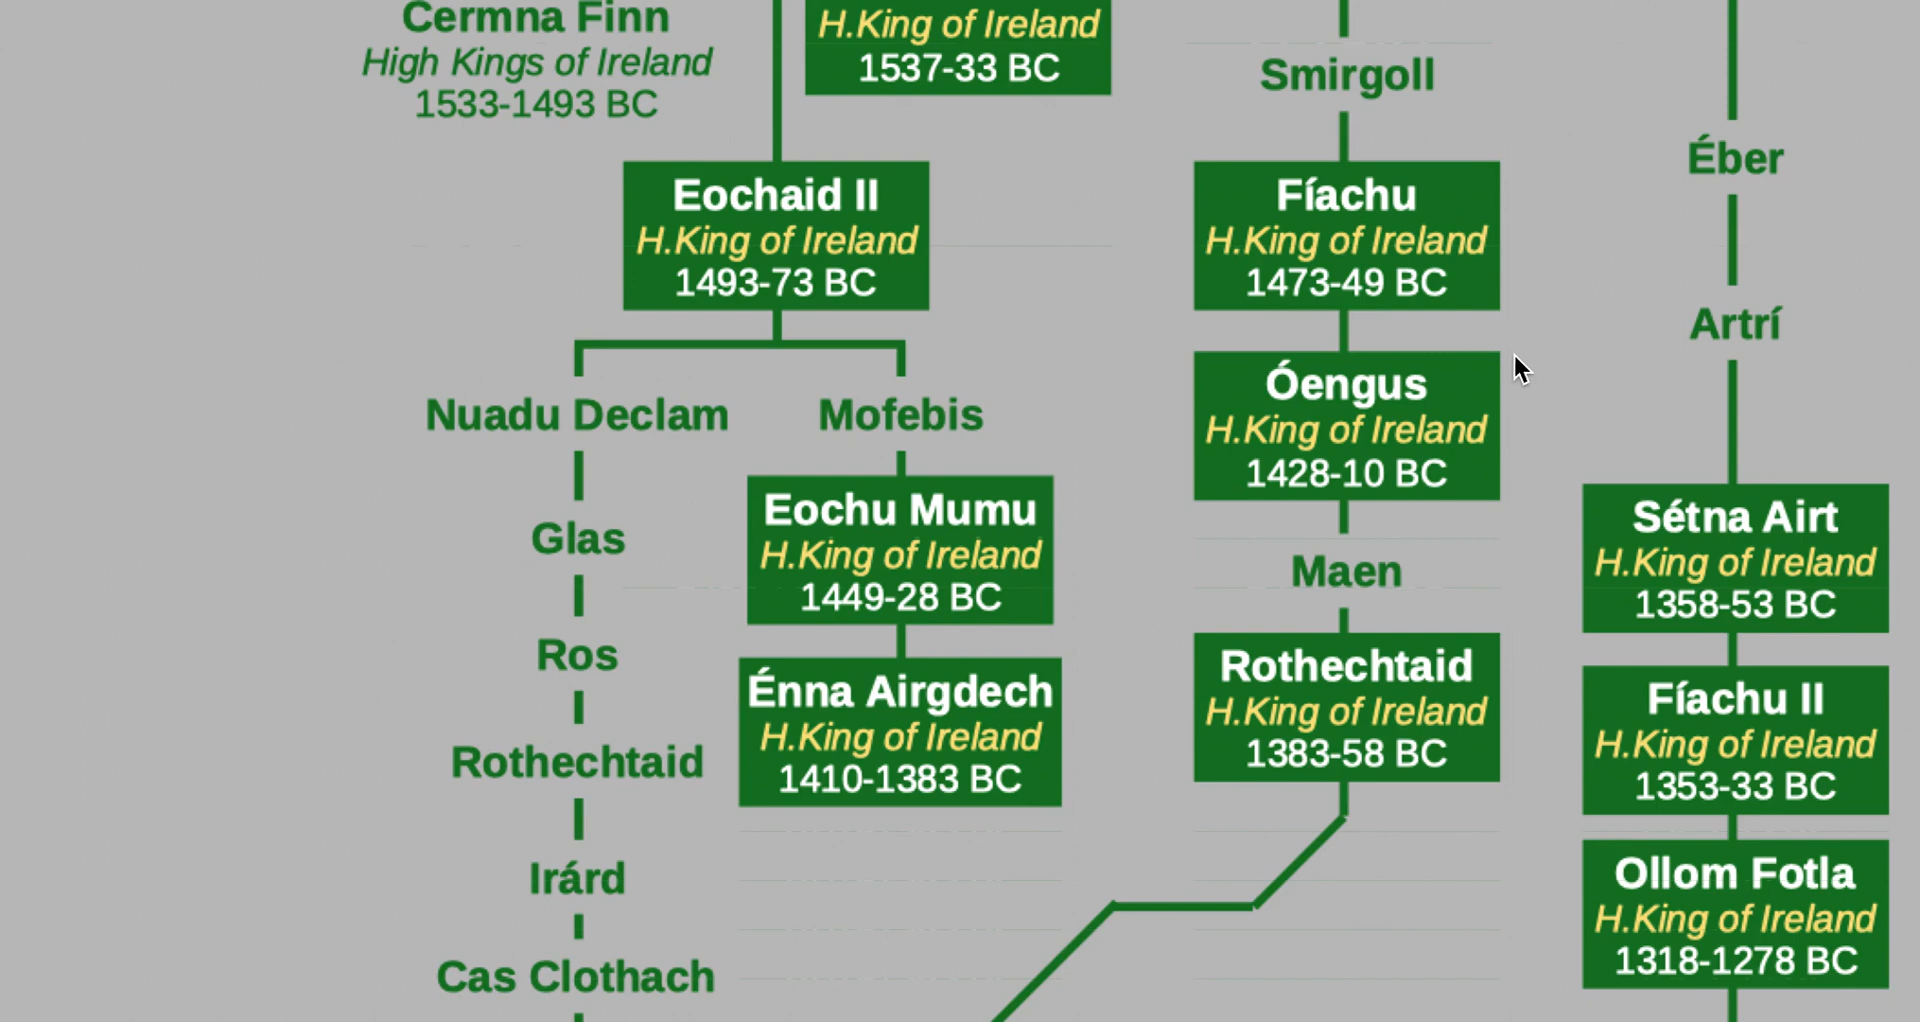 Cermna Finn
High Kings of Ireland
1533-1493 BC
H.King of Ireland
1537-33 BC
Smirgoll
Éber
Eochaid II
H.King of Ireland
1493-73 BC
Fíachu
H.King of Ireland
1473-49 BC
Artrí
Nuadu Declam
Mofebis
Óengus
H.King of Ireland
1428-10 BC
Glas
Eochu Mumu
H.King of Ireland
1449-28 BC
Maen
Sétna Airt
H.King of Ireland
1358-53 BC
Ros
Énna Airgdech
H.King of Ireland
1410-1383 BC
Rothechtaid
H.King of Ireland
1383-58 BC
Fíachu II
H.King of Ireland
1353-33 BC
Rothechtaid
Irárd
Ollom Fotla
H.King of Ireland
1318-1278 BC
Cas Clothach